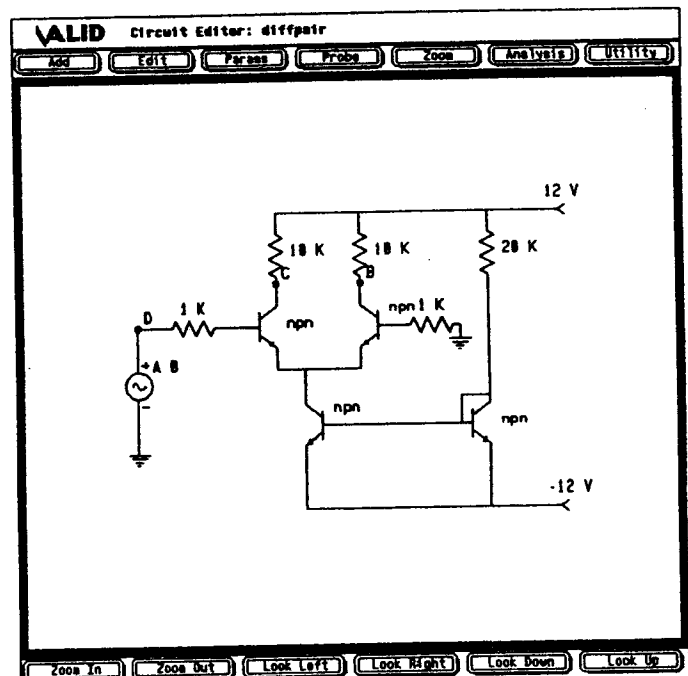 VALID Circuit Editor: diffpair
Add Edit Params Probe Zoom Analysis Utility
12 V
10 K 10 K 20 K
C B
D 1 K npn npn 1 K
+ A 0
-
npn npn
-12 V
Zoom In Zoom Out Look Left Look Right Look Down Look Up